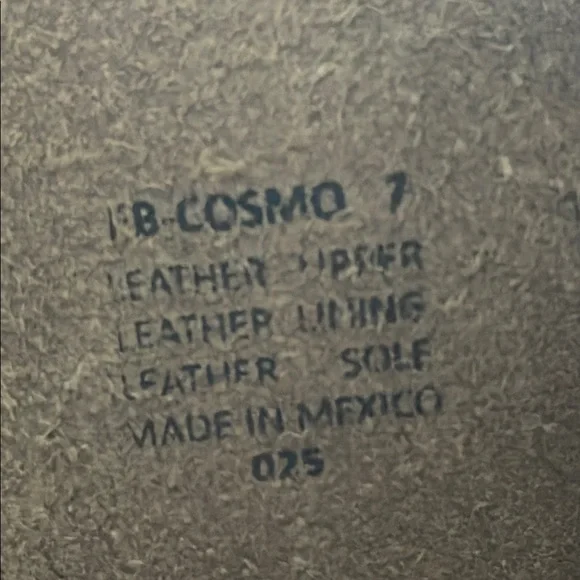 FB-COSMO 7
LEATHER UPPER
LEATHER LINING
LEATHER SOLE
MADE IN MEXICO
025